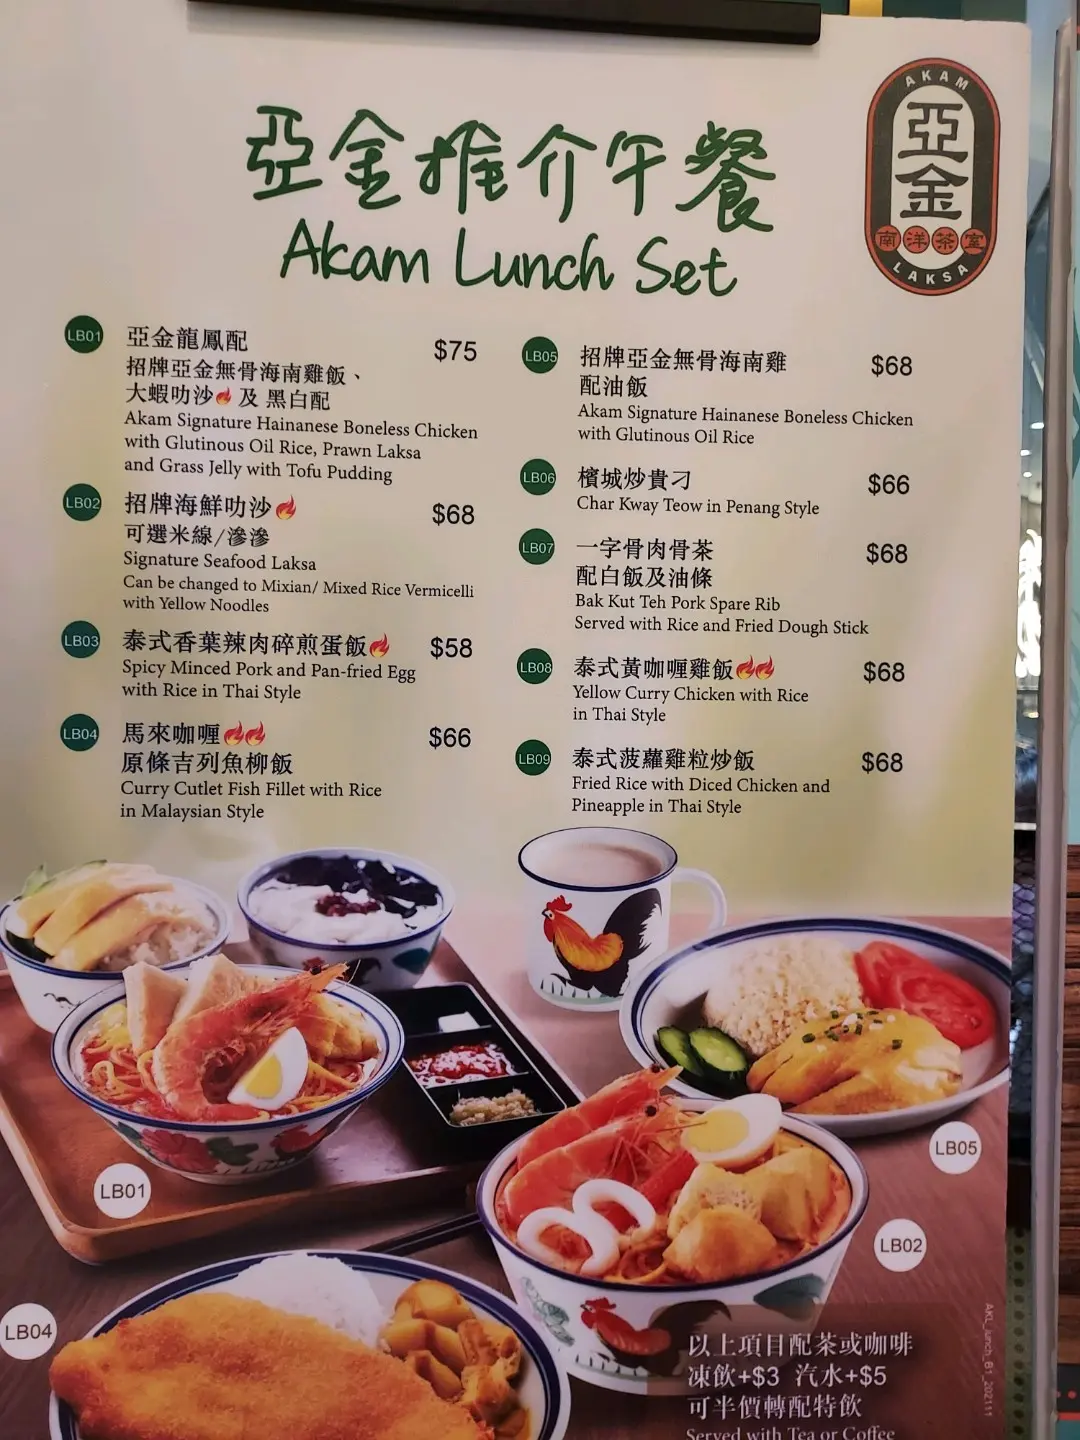 亞金推介午餐
Akam Lunch Set
AKAM
亞金
南洋茶室
LAKSA
LB01
亞金龍鳳配
$75
招牌亞金無骨海南雞飯、
大蝦叻沙 及 黑白配
Akam Signature Hainanese Boneless Chicken
with Glutinous Oil Rice, Prawn Laksa
and Grass Jelly with Tofu Pudding
LB02
招牌海鮮叻沙
$68
可選米線/滲滲
Signature Seafood Laksa
Can be changed to Mixian/ Mixed Rice Vermicelli
with Yellow Noodles
LB03
泰式香葉辣肉碎煎蛋飯
$58
Spicy Minced Pork and Pan-fried Egg
with Rice in Thai Style
LB04
馬來咖喱
$66
原條吉列魚柳飯
Curry Cutlet Fish Fillet with Rice
in Malaysian Style
LB05
招牌亞金無骨海南雞
$68
配油飯
Akam Signature Hainanese Boneless Chicken
with Glutinous Oil Rice
LB06
檳城炒貴刁
$66
Char Kway Teow in Penang Style
LB07
一字骨肉骨茶
$68
配白飯及油條
Bak Kut Teh Pork Spare Rib
Served with Rice and Fried Dough Stick
LB08
泰式黃咖喱雞飯
$68
Yellow Curry Chicken with Rice
in Thai Style
LB09
泰式菠蘿雞粒炒飯
$68
Fried Rice with Diced Chicken and
Pineapple in Thai Style
LB01
LB05
LB02
LB04
以上項目配茶或咖啡
凍飲+$3 汽水+$5
可半價轉配特飲
Served with Tea or Coffee
AKL_lunch_B1_202111